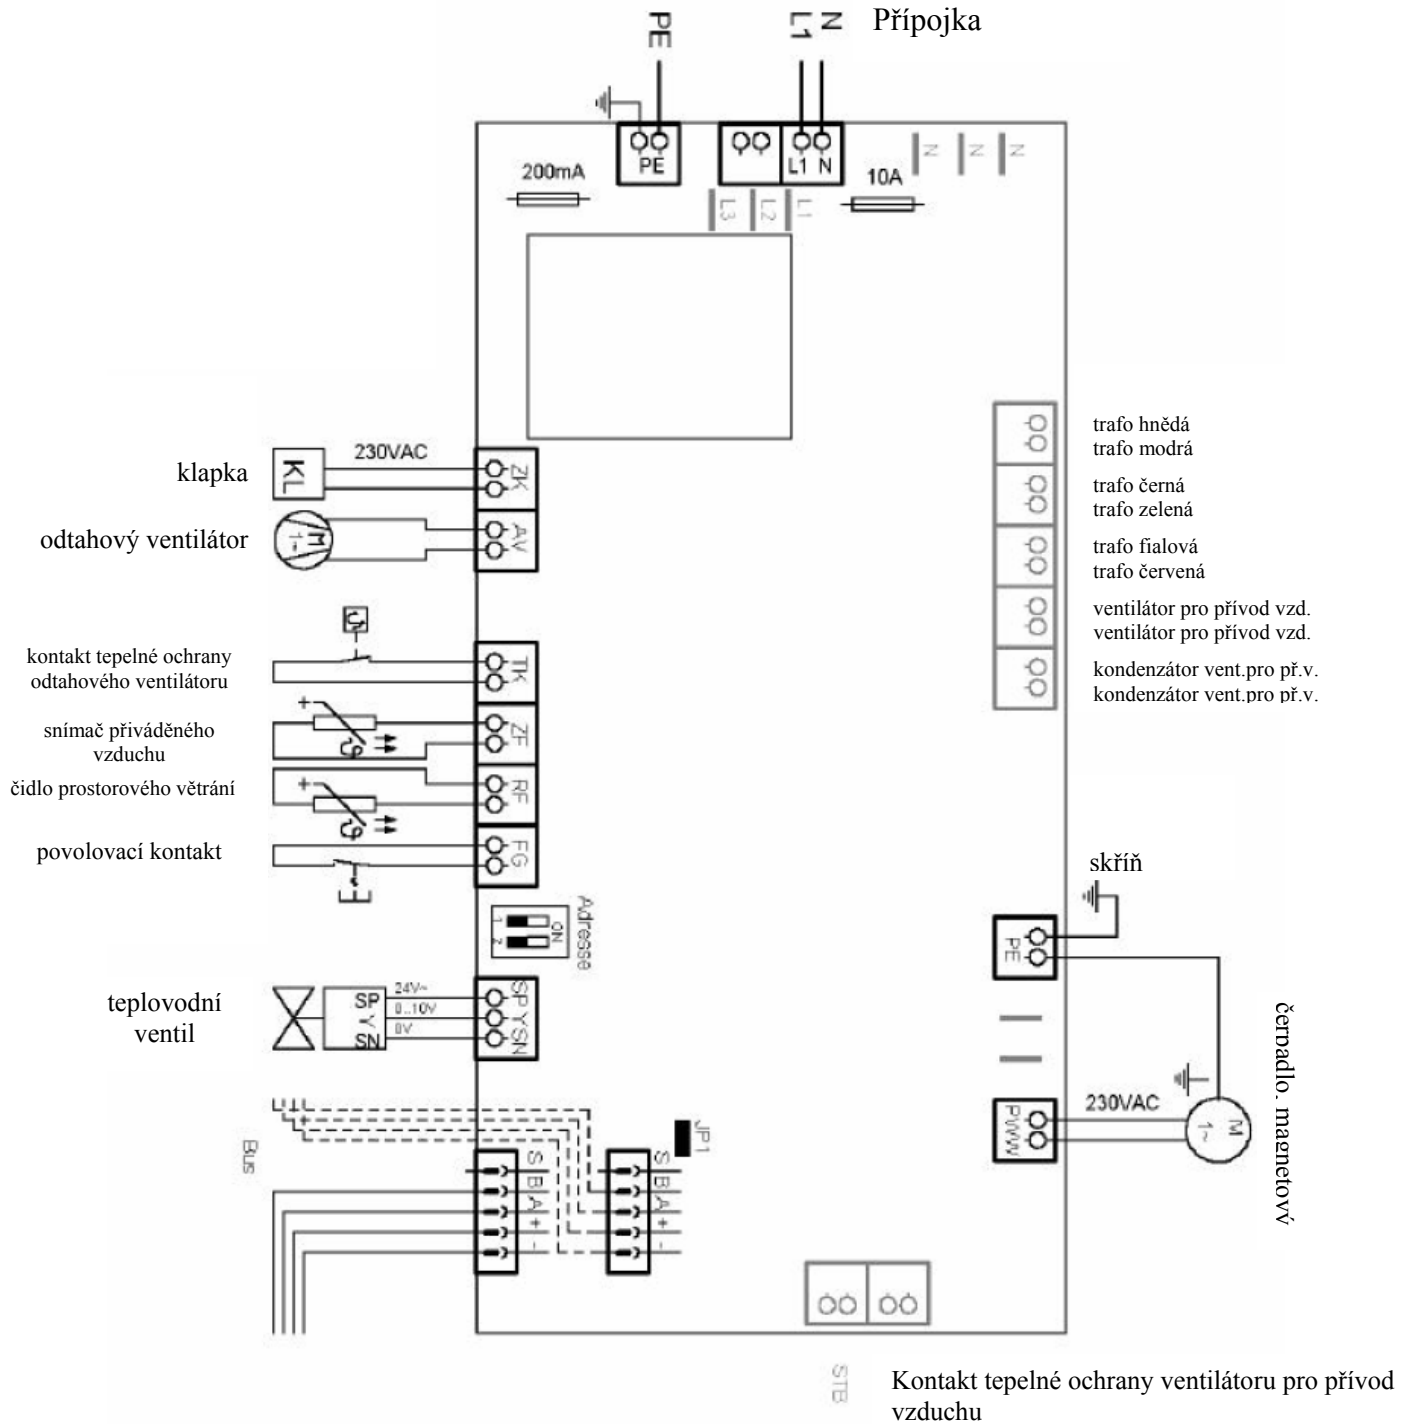 Přípojka
PE
L1
N
PE
L1 N
N
N
N
200mA
10A
L3
L2
L1
trafo hnědá
trafo modrá
klapka
KL
230VAC
ZK
trafo černá
trafo zelená
odtahový ventilátor
M
1~
AV
trafo fialová
trafo červená
ventilátor pro přívod vzd.
ventilátor pro přívod vzd.
kontakt tepelné ochrany
odtahového ventilátoru
TK
kondenzátor vent.pro př.v.
kondenzátor vent.pro př.v.
snímač přiváděného
vzduchu
+
ϑ
ZF
čidlo prostorového větrání
+
ϑ
RF
povolovací kontakt
FG
skříň
Adresse
ON
1
2
PE
teplovodní
ventil
SP
Y
SN
24V~
0..10V
0V
SP
Y
SN
čerpadlo, magnetový
230VAC
PWW
M
1~
Bus
JP1
S
B
A
+
-
S
B
A
+
-
STB
Kontakt tepelné ochrany ventilátoru pro přívod
vzduchu